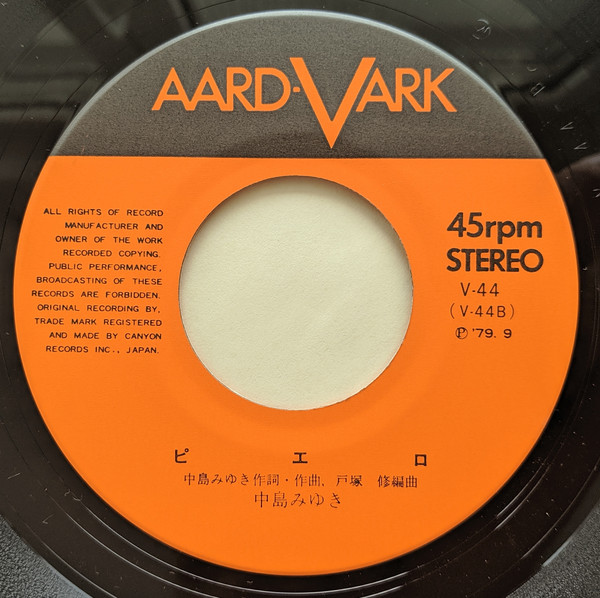 AARD-VARK
ALL RIGHTS OF RECORD
MANUFACTURER AND
OWNER OF THE WORK
RECORDED COPYING.
PUBLIC PERFORMANCE,
BROADCASTING OF THESE
RECORDS ARE FORBIDDEN.
ORIGINAL RECORDING BY,
TRADE MARK REGISTERED
AND MADE BY CANYON
RECORDS INC., JAPAN.
45rpm
STEREO
V-44
(V-44B)
Ⓟ '79. 9
ピエロ
中島みゆき作詞・作曲、戸塚 修編曲
中島みゆき